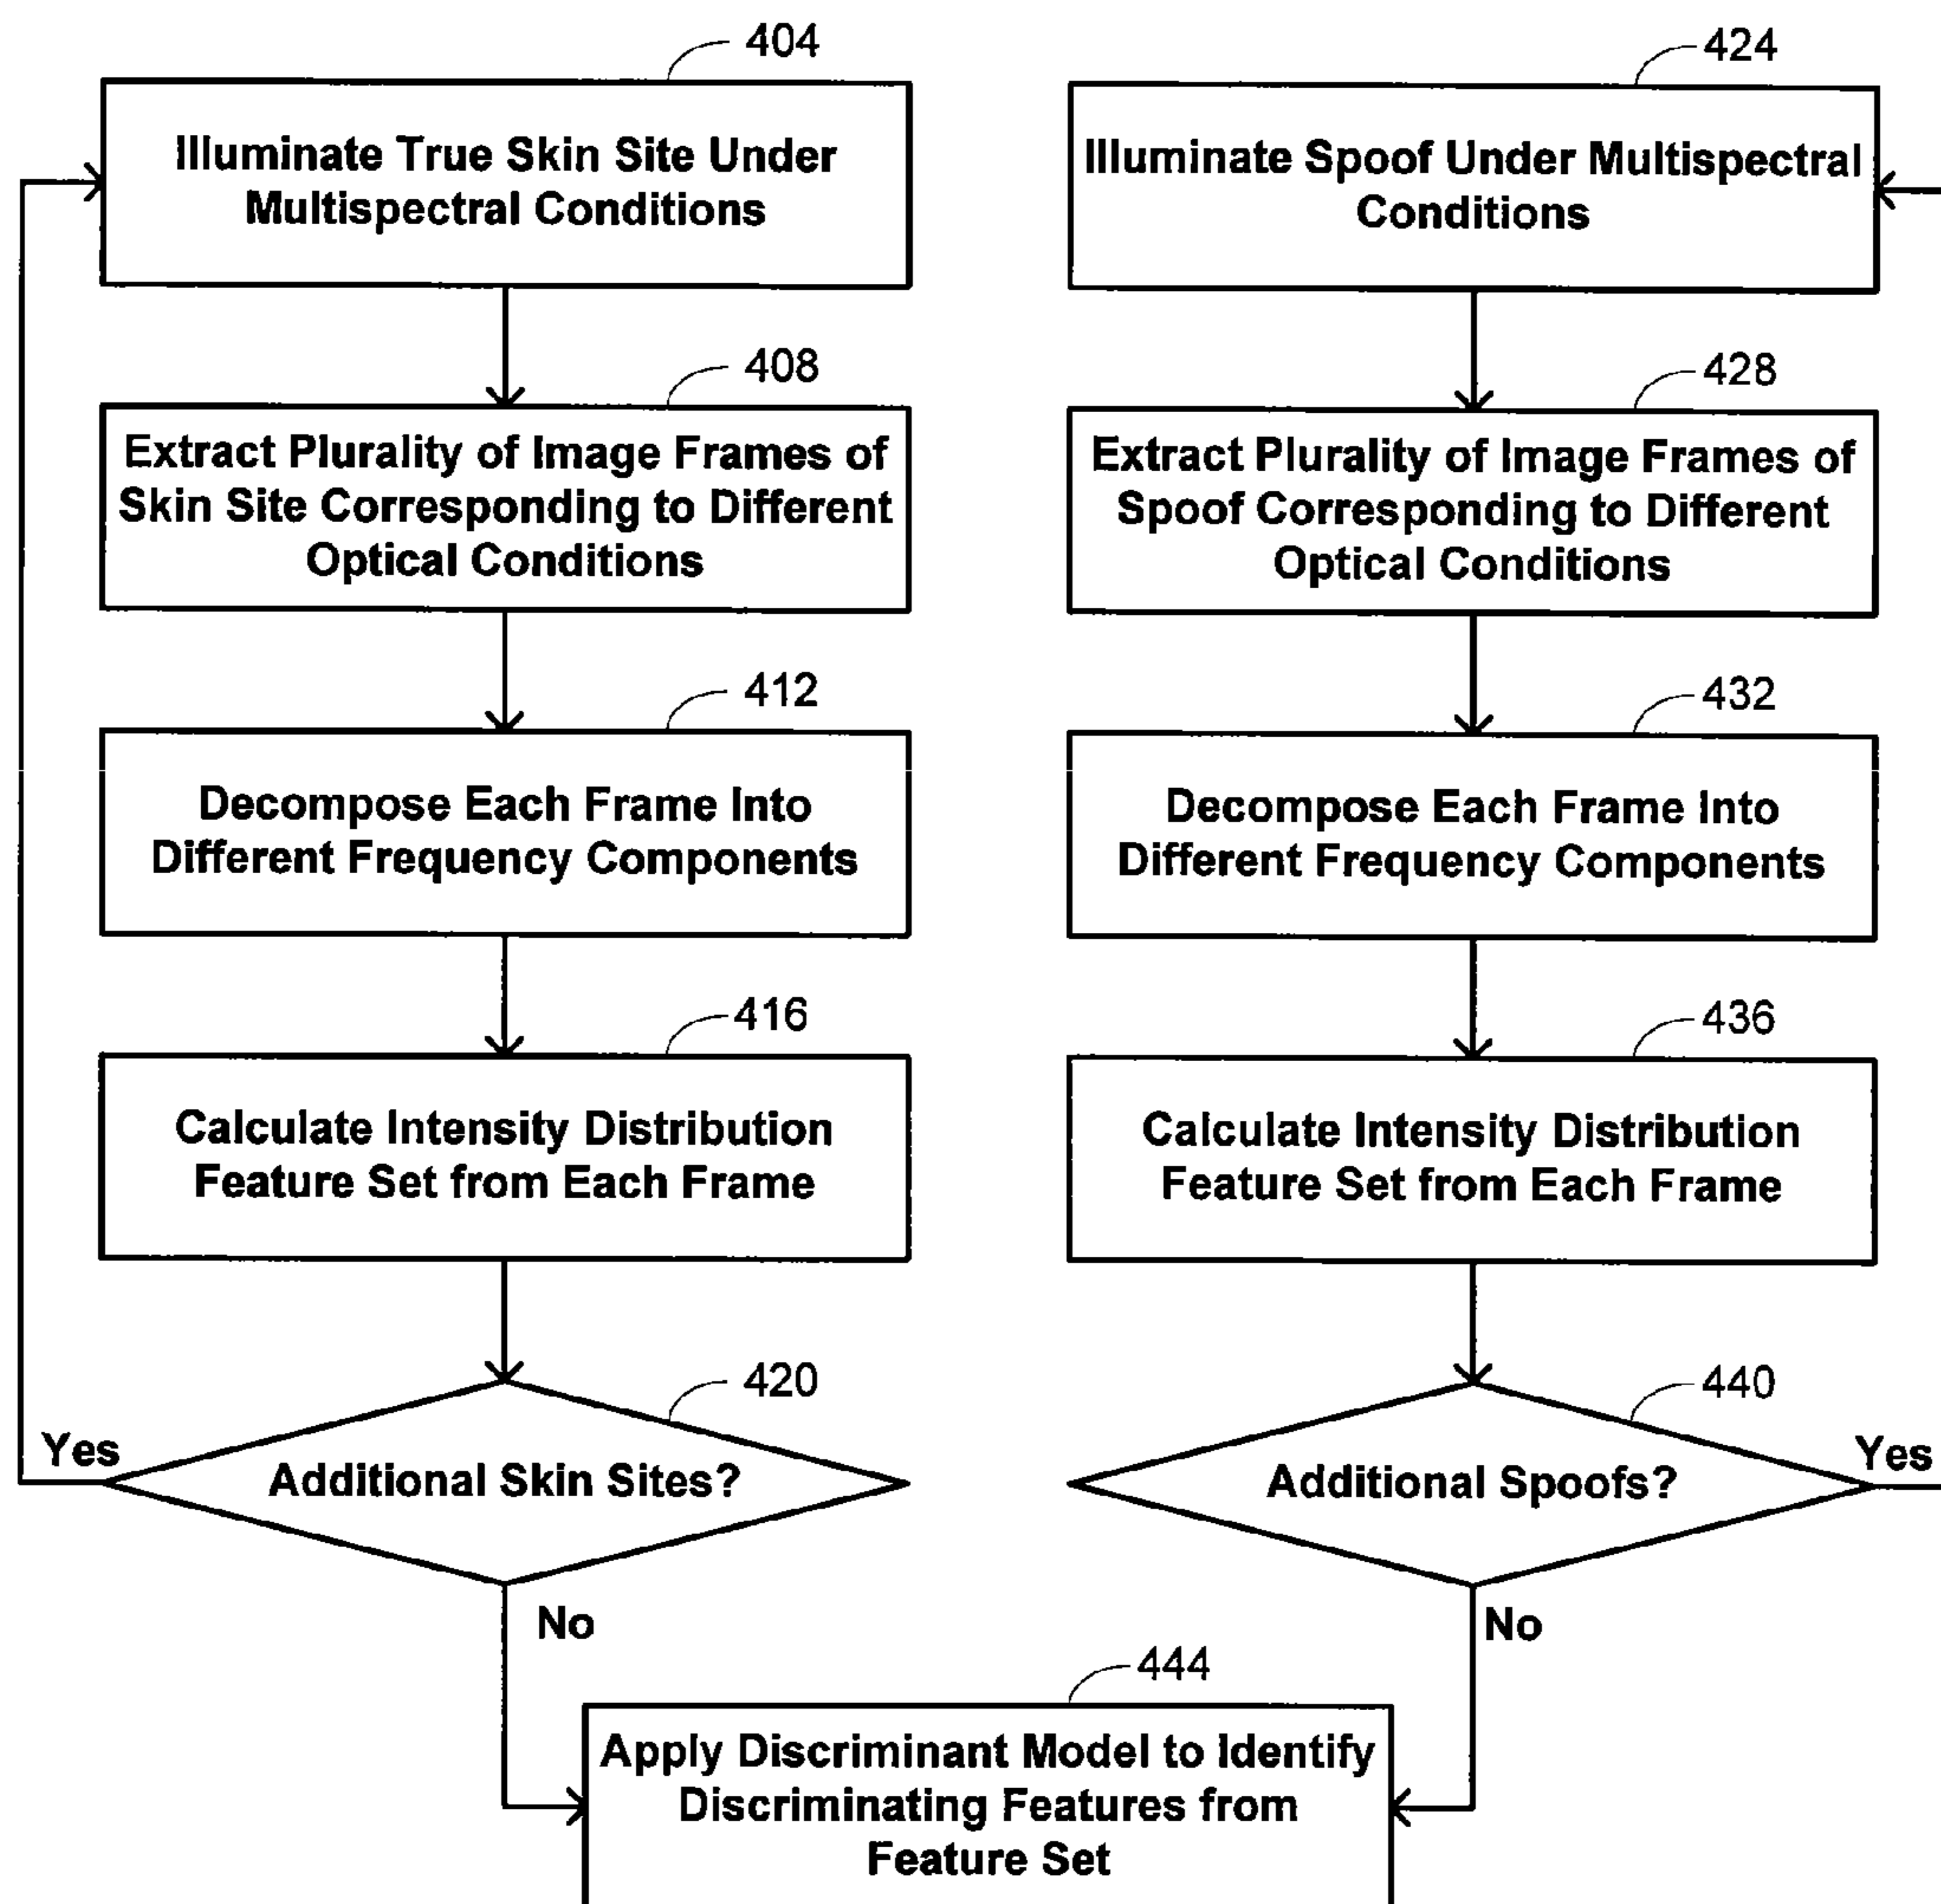 404
Illuminate True Skin Site Under
Multispectral Conditions
408
Extract Plurality of Image Frames of
Skin Site Corresponding to Different
Optical Conditions
412
Decompose Each Frame Into
Different Frequency Components
416
Calculate Intensity Distribution
Feature Set from Each Frame
420
Additional Skin Sites?
Yes
No
424
Illuminate Spoof Under Multispectral
Conditions
428
Extract Plurality of Image Frames of
Spoof Corresponding to Different
Optical Conditions
432
Decompose Each Frame Into
Different Frequency Components
436
Calculate Intensity Distribution
Feature Set from Each Frame
440
Additional Spoofs?
Yes
No
444
Apply Discriminant Model to Identify
Discriminating Features from
Feature Set